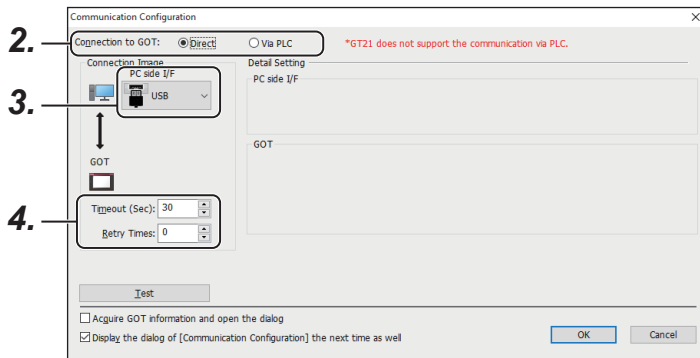 Communication Configuration
2.
Connection to GOT: Direct Via PLC *GT21 does not support the communication via PLC.
Connection Image Detail Setting
PC side I/F PC side I/F
3.
USB
GOT
GOT
4.
Timeout (Sec): 30
Retry Times: 0
Test
Acquire GOT information and open the dialog
Display the dialog of [Communication Configuration] the next time as well
OK Cancel